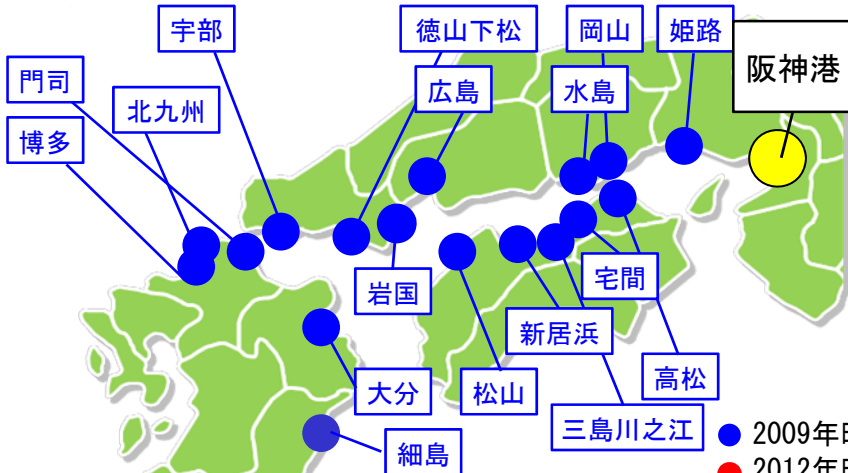 宇部
徳山下松
岡山
姫路
阪神港
門司
北九州
広島
水島
博多
岩国
宅間
新居浜
大分
松山
高松
三島川之江
細島
2009年
2012年